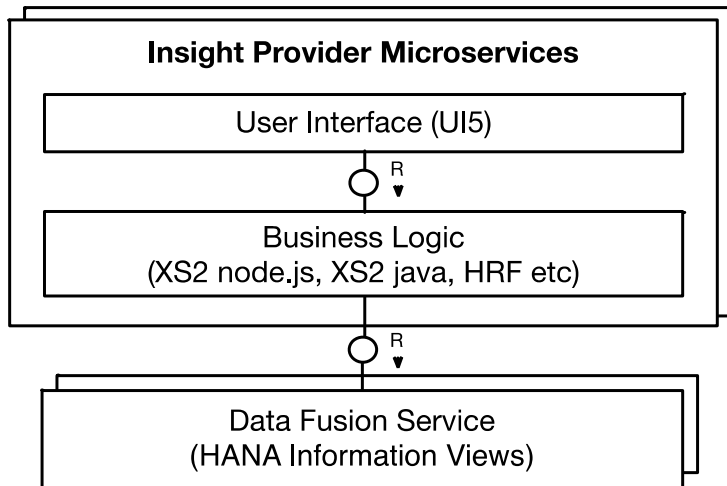 Insight Provider Microservices
User Interface (UI5)
R
Business Logic
(XS2 node.js, XS2 java, HRF etc)
R
Data Fusion Service
(HANA Information Views)